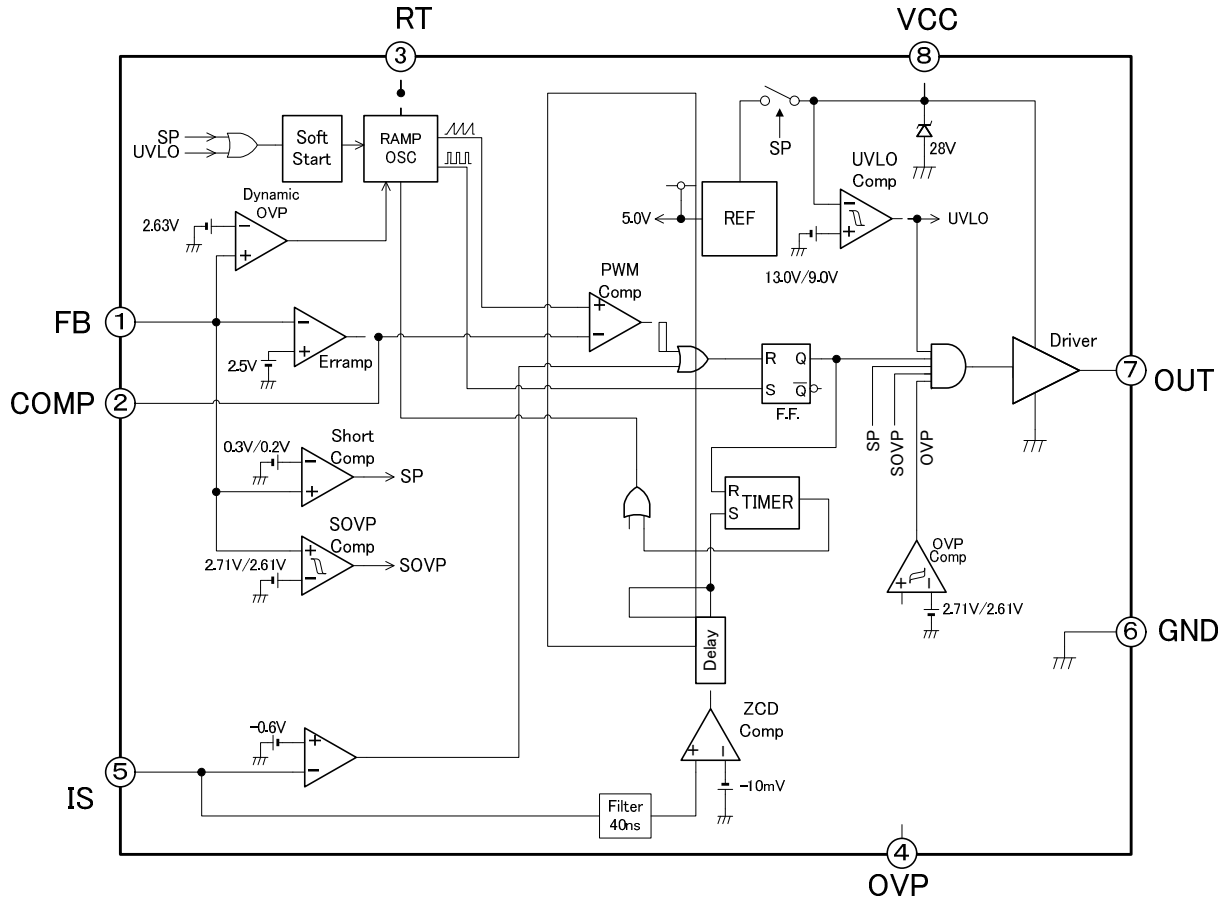 RT
VCC
3
8
SP
UVLO
Soft
Start
RAMP
OSC
SP
28V
UVLO
Comp
Dynamic
OVP
2.63V
5.0V
REF
UVLO
13.0V/9.0V
PWM
Comp
FB
1
2.5V
Erramp
COMP
2
R
Q
S
Q
F.F.
Driver
7
OUT
SP
SOVP
OVP
Short
Comp
0.3V/0.2V
SP
R
S
TIMER
SOVP
Comp
2.71V/2.61V
SOVP
OVP
Comp
2.71V/2.61V
6
GND
Delay
ZCD
Comp
-0.6V
5
IS
-10mV
Filter
40ns
4
OVP